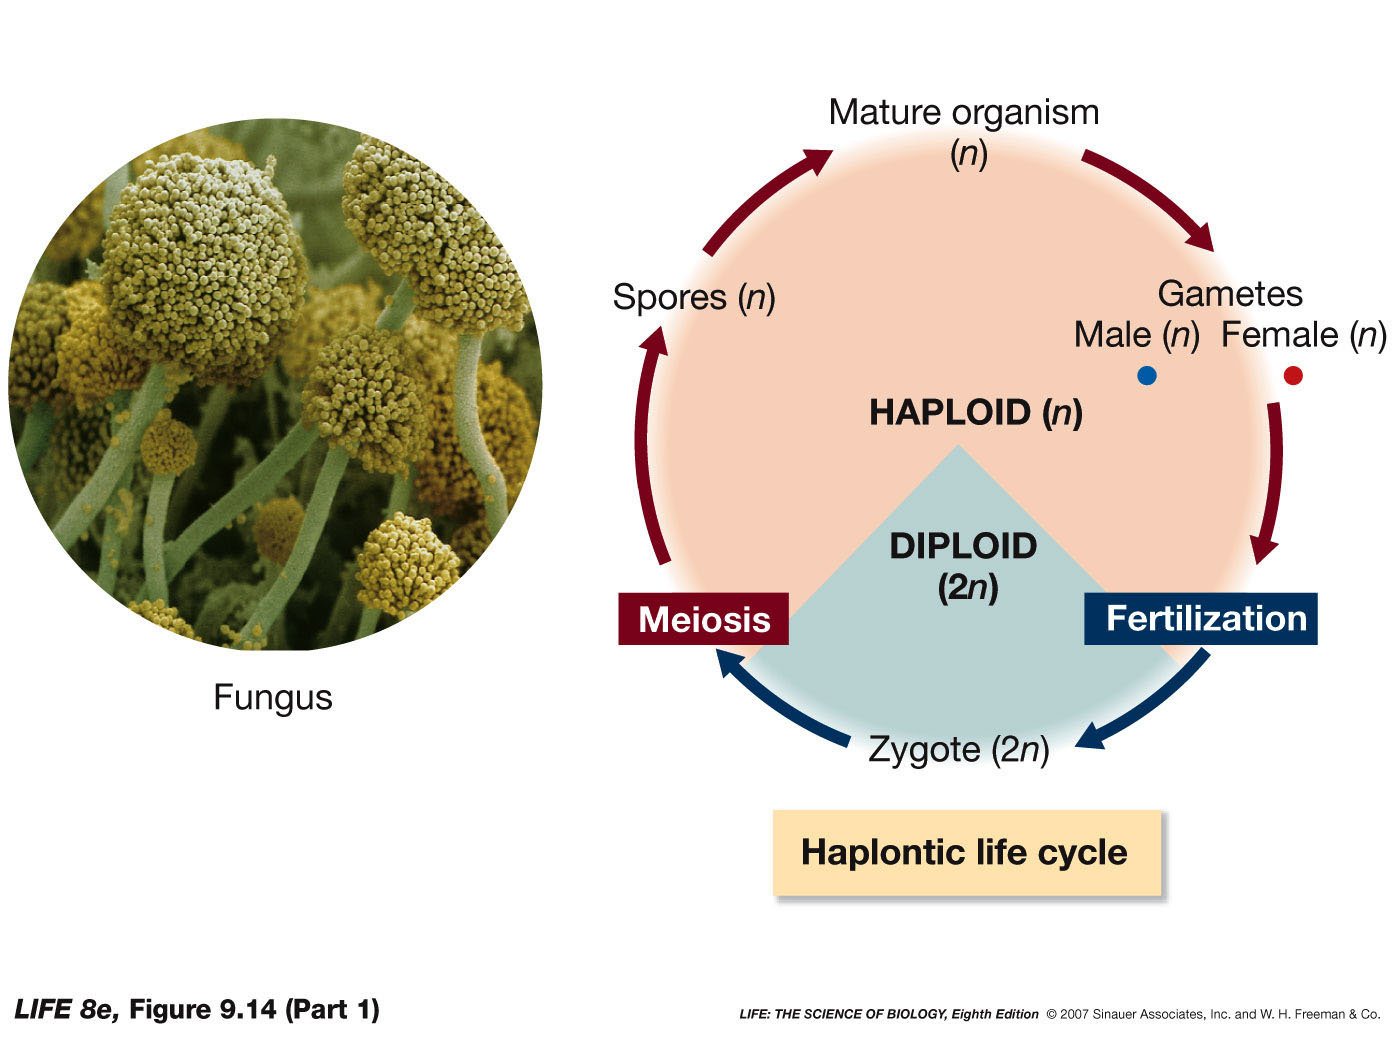 Mature organism
(n)
Spores (n)
Gametes
Male (n) Female (n)
HAPLOID (n)
DIPLOID
(2n)
Meiosis
Fertilization
Zygote (2n)
Fungus
Haplontic life cycle
LIFE 8e, Figure 9.14 (Part 1)
LIFE: THE SCIENCE OF BIOLOGY, Eighth Edition © 2007 Sinauer Associates, Inc. and W. H. Freeman & Co.